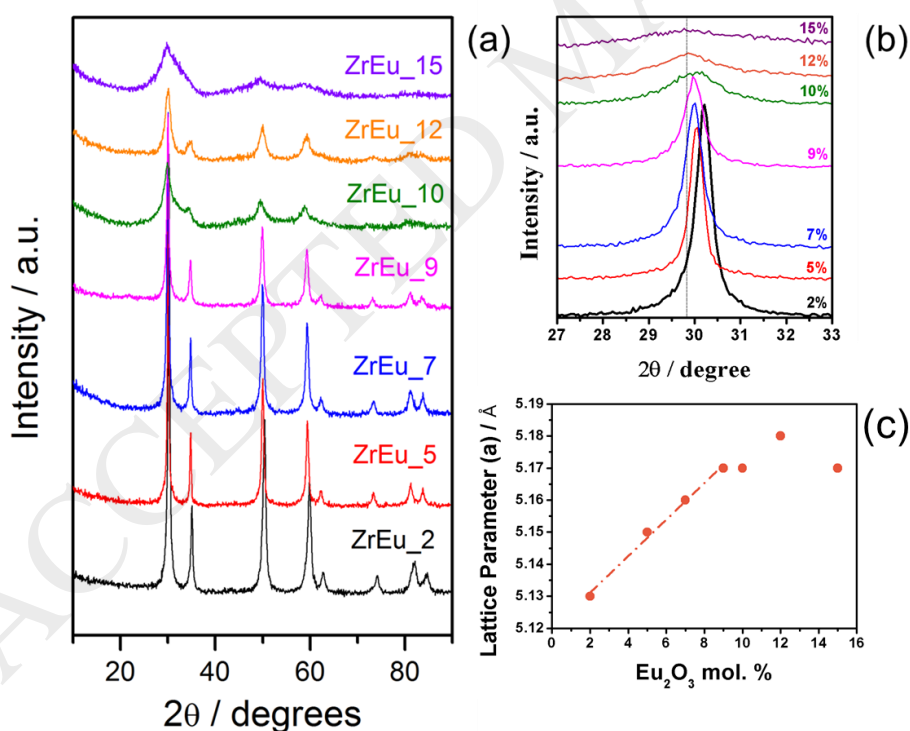 (a)
ZrEu_15
ZrEu_12
ZrEu_10
ZrEu_9
ZrEu_7
ZrEu_5
ZrEu_2
Intensity / a.u.
20 40 60 80
2θ / degrees
(b)
15%
12%
10%
9%
7%
5%
2%
Intensity / a.u.
27 28 29 30 31 32 33
2θ / degree
(c)
5.19
5.18
5.17
5.16
5.15
5.14
5.13
5.12
Lattice Parameter (a) / Å
0 2 4 6 8 10 12 14 16
Eu₂O₃ mol. %
ACCEPTED MA